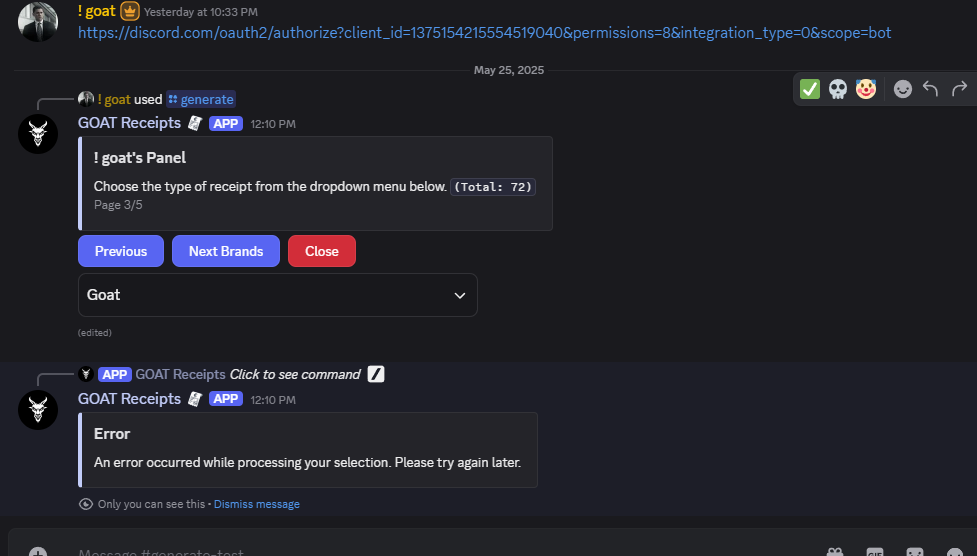 ! goat Yesterday at 10:33 PM
https://discord.com/oauth2/authorize?client_id=1375154215554519040&permissions=8&integration_type=0&scope=bot
May 25, 2025
! goat used generate
GOAT Receipts APP 12:10 PM
! goat's Panel
Choose the type of receipt from the dropdown menu below. (Total: 72)
Page 3/5
Previous Next Brands Close
Goat
(edited)
APP GOAT Receipts Click to see command
GOAT Receipts APP 12:10 PM
Error
An error occurred while processing your selection. Please try again later.
Only you can see this • Dismiss message
Message #generate-test
GIF